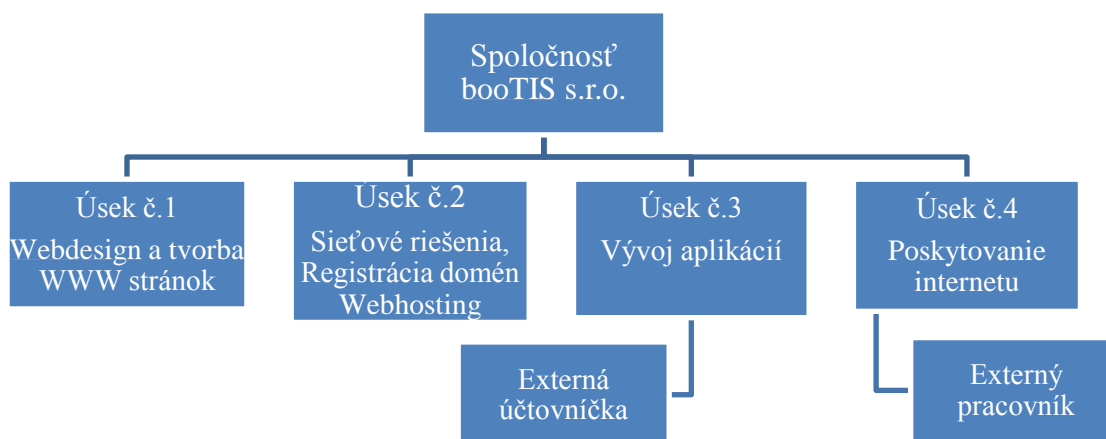 Spoločnosť
booTIS s.r.o.
Úsek č.1
Webdesign a tvorba
WWW stránok
Úsek č.2
Sieťové riešenia,
Registrácia domén
Webhosting
Úsek č.3
Vývoj aplikácií
Úsek č.4
Poskytovanie
internetu
Externá
účtovníčka
Externý
pracovník